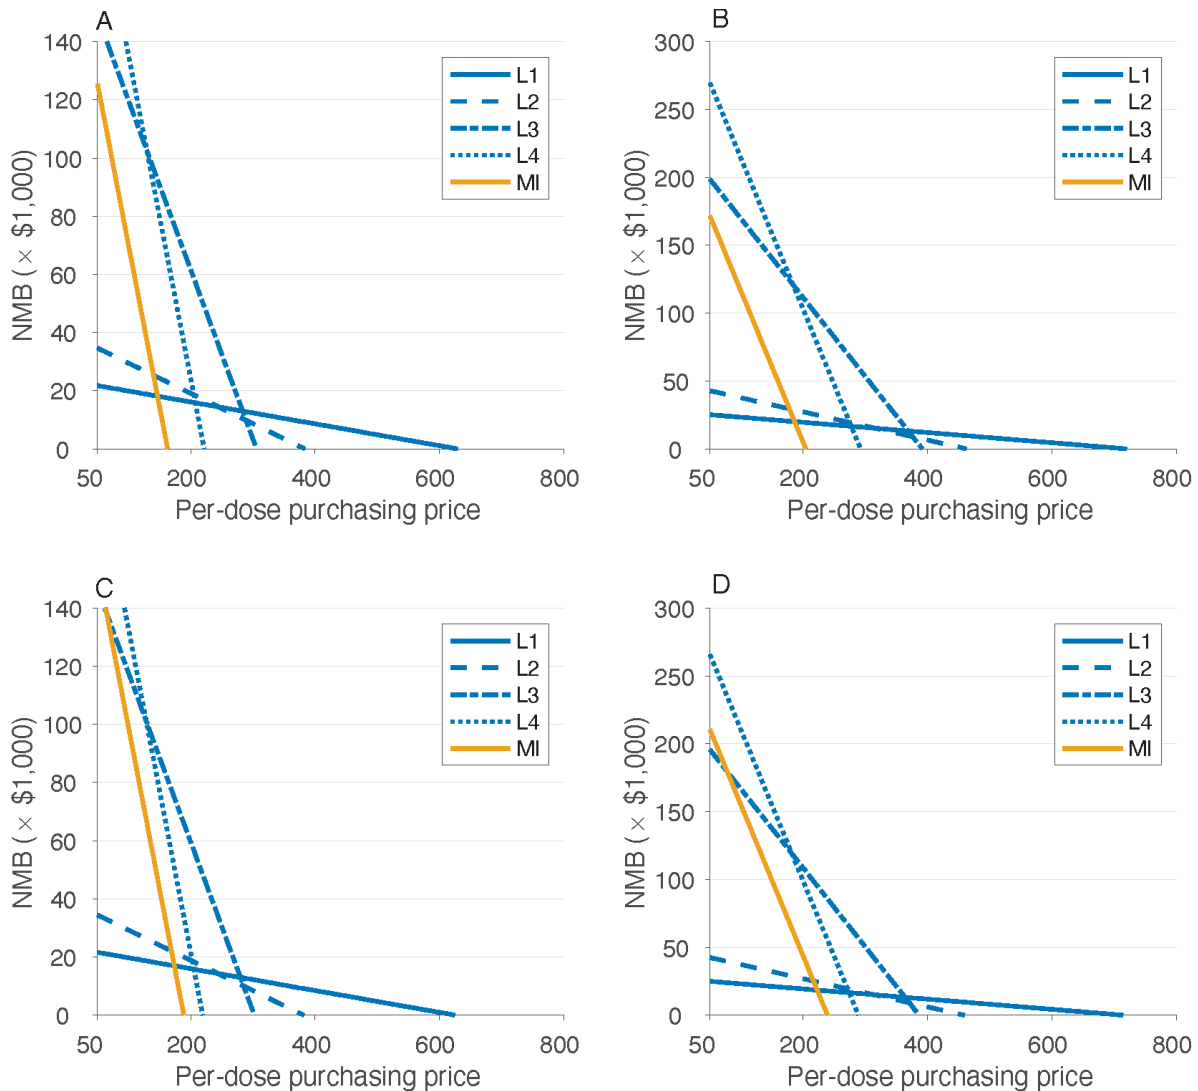 A
NMB ( × $1,000)
140
120
100
80
60
40
20
0
50 200 400 600 800
Per-dose purchasing price
L1
L2
L3
L4
MI
B
NMB ( × $1,000)
300
250
200
150
100
50
0
50 200 400 600 800
Per-dose purchasing price
L1
L2
L3
L4
MI
C
NMB ( × $1,000)
140
120
100
80
60
40
20
0
50 200 400 600 800
Per-dose purchasing price
L1
L2
L3
L4
MI
D
NMB ( × $1,000)
300
250
200
150
100
50
0
50 200 400 600 800
Per-dose purchasing price
L1
L2
L3
L4
MI